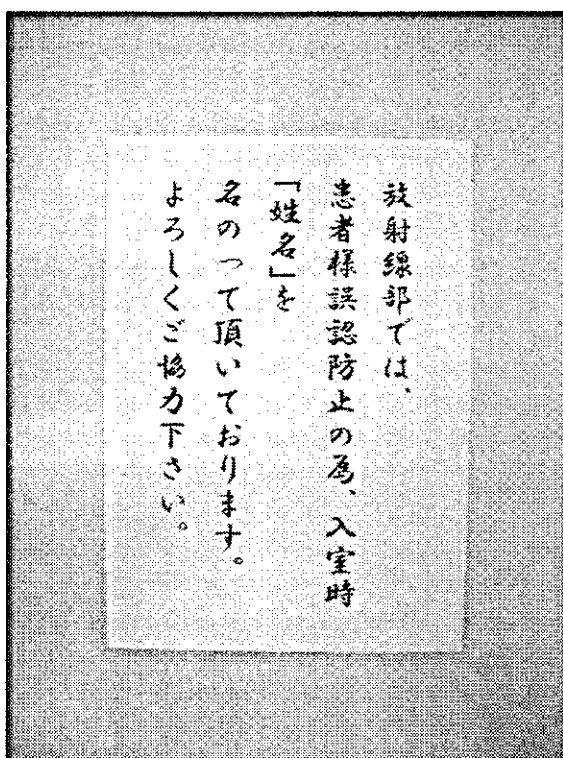 放射線部では、
患者様誤認防止の為、入室時
「姓名」を
名のって頂いております。
よろしくご協力下さい。